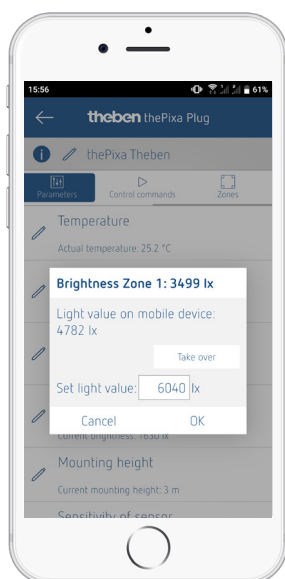 15:56 61%
theben thePixa Plug
i thePixa Theben
Parameters Control commands Zones
Temperature
Actual temperature: 25.2 °C
Brightness Zone 1: 3499 lx
Light value on mobile device:
4782 lx
Take over
Set light value: 6040 lx
Cancel OK
Current brightness: 1630 lx
Mounting height
Current mounting height: 3 m
Sensitivity of sensor